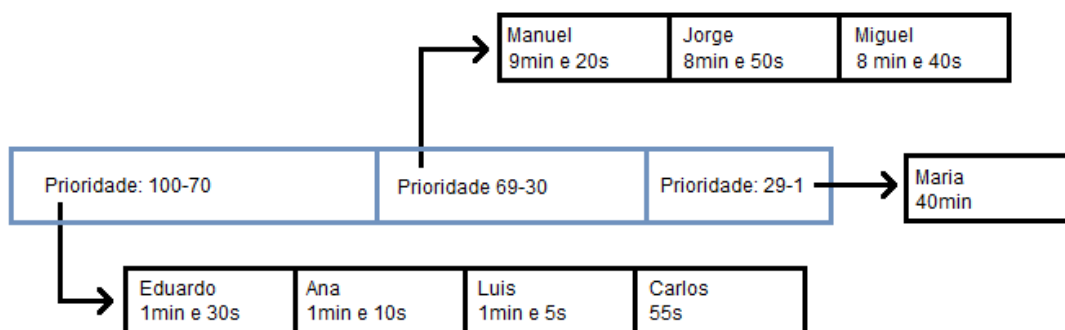 Manuel
9min e 20s
Jorge
8min e 50s
Miguel
8 min e 40s
Prioridade: 100-70
Prioridade 69-30
Prioridade: 29-1
Maria
40min
Eduardo
1min e 30s
Ana
1min e 10s
Luis
1min e 5s
Carlos
55s